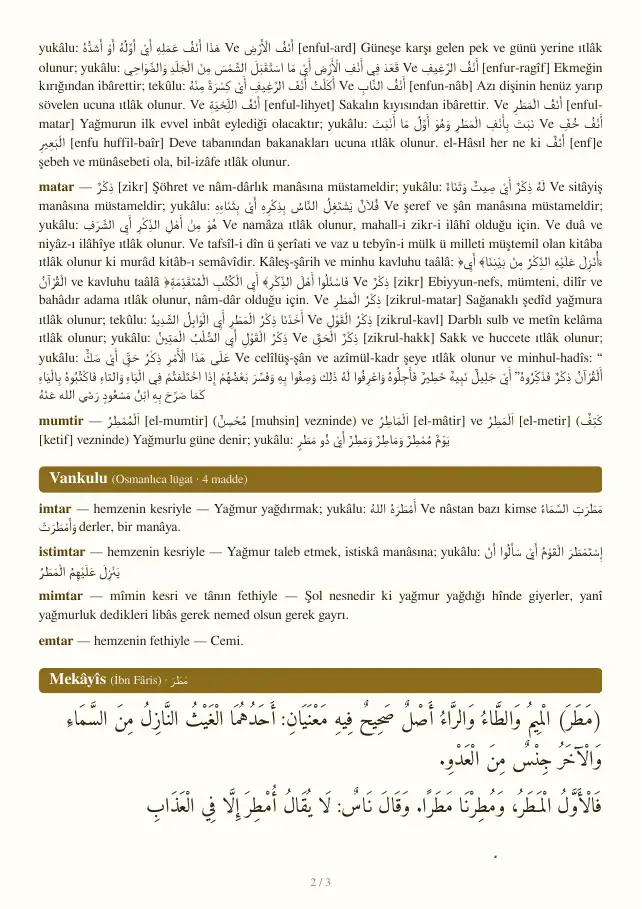 yukâlu: هَذَا أَنْفُ عَمَلِهِ أَيْ أَوَّلُهُ أَوْ أَشَدُّهُ Ve أَنْفُ الْأَرْضِ [enful-ard] Güneşe karşı gelen pek ve günü yerine ıtlâk
olunur; yukâlu: قَعَدَ فِي أَنْفِ الْأَرْضِ أَيْ مَا اسْتَقْبَلَ الشَّمْسَ مِنَ الْجَلَدِ وَالضَّوَاحِي Ve أَنْفُ الرَّغِيفِ [enfur-ragîf] Ekmeğin
kırığından ibârettir; tekûlu: أَكَلْتُ أَنْفَ الرَّغِيفِ أَيْ كِسْرَةً مِنْهُ Ve أَنْفُ النَّابِ [enfun-nâb] Azı dişinin henüz yarıp
sövelen ucuna ıtlâk olunur. Ve أَنْفُ اللِّحْيَةِ [enful-lihyet] Sakalın kıyısından ibârettir. Ve أَنْفُ الْمَطَرِ [enful-
matar] Yağmurun ilk evvel inbât eylediği olacaktır; yukâlu: نَبَتَ بِأَنْفِ الْمَطَرِ وَهُوَ أَوَّلُ مَا أَنْبَتَ Ve أَنْفُ خُفِّ
الْبَعِيرِ [enfu huffil-baîr] Deve tabanından bakanakları ucuna ıtlâk olunur. el-Hâsıl her ne ki أَنْفٌ [enf]e
şebeh ve münâsebeti ola, bil-izafe ıtlâk olunur.
matar — ذِكْرٌ [zikr] Şöhret ve nâm-dârlık manâsına müstameldir; yukâlu: لَهُ ذِكْرٌ أَيْ صِيتٌ وَثَنَاءٌ Ve sitâyiş
manâsına müstameldir; yukâlu: فُلَانٌ يَشْتَغِلُ النَّاسُ بِذِكْرِهِ أَيْ بِثَنَاءِهِ Ve şeref ve şân manâsına müstameldir;
yukâlu: هُوَ مِنْ أَهْلِ الذِّكْرِ أَيِ الشَّرَفِ Ve namâza ıtlâk olunur, mahall-i zikr-i ilâhî olduğu için. Ve duâ ve
niyâz-ı ilâhîye ıtlâk olunur. Ve tafsîl-i dîn ü şerîati ve vaz u tebyîn-i mülk ü milleti müştemil olan kitâba
ıtlâk olunur ki murâd kitâb-ı semâvîdir. Kâleş-şârih ve minhu kavluhu taâlâ: ﴿أَأُنْزِلَ عَلَيْهِ الذِّكْرُ مِنْ بَيْنِنَا﴾ أَيِ
الْقُرْآنُ ve kavluhu taâlâ ﴿فَاسْئَلُوا أَهْلَ الذِّكْرِ﴾ أَيِ الْكُتُبِ الْمُتَقَدِّمَةِ Ve ذِكْرٌ [zikr] Ebiyyun-nefs, mümteni, dilîr ve
bahâdır adama ıtlâk olunur, nâm-dâr olduğu için. Ve ذِكْرُ الْمَطَرِ [zikrul-matar] Sağanaklı şedîd yağmura
ıtlâk olunur; tekûlu: أَخَذَنَا ذِكْرُ الْمَطَرِ أَيِ الْوَابِلُ الشَّدِيدُ Ve ذِكْرُ الْقَوْلِ [zikrul-kavl] Darblı sulb ve metîn kelâma
ıtlâk olunur; yukâlu: ذِكْرُ الْقَوْلِ أَيِ الصُّلْبُ الْمَتِينُ Ve ذِكْرُ الْحَقِّ [zikrul-hakk] Sakk ve huccete ıtlâk olunur;
yukâlu: عَلَى هَذَا الْأَمْرِ ذِكْرُ حَقٍّ أَيْ صَكٌّ Ve celîlüş-şân ve azîmül-kadr şeye ıtlâk olunur ve minhul-hadîs: “
اَلْقُرْآنُ ذِكْرٌ فَذَكِّرُوهُ” أَيْ جَلِيلٌ نَبِيهٌ خَطِيرٌ فَأَجِلُّوهُ وَاعْرِفُوا لَهُ ذَلِكَ وَصِفُوا بِهِ وَفَسَّرَ بَعْضُهُمْ إِذَا اخْتَلَفْتُمْ فِي الْيَاءِ وَالتَاءِ فَاكْتُبُوهُ بِالْيَاءِ
كَمَا صَرَّحَ بِهِ ابْنُ مَسْعُودٍ رضي الله عَنْهُ
mumtir — اَلْمُمْطِرُ [el-mumtir] (مُحْسِنٌ [muhsin] vezninde) ve اَلْمَاطِرُ [el-mâtir] ve اَلْمَطِرُ [el-metir] (كَتِفٌ
[ketif] vezninde) Yağmurlu güne denir; yukâlu: يَوْمٌ مُمْطِرٌ وَمَاطِرٌ وَمَطِرٌ أَيْ ذُو مَطَرٍ
Vankulu (Osmanlıca lügat · 4 madde)
imtar — hemzenin kesriyle — Yağmur yağdırmak; yukâlu: أَمْطَرَهُ اللهُ Ve nâstan bazı kimse مَطَرَتِ السَّمَاءُ
وَأَمْطَرَتْ derler, bir manâya.
istimtar — hemzenin kesriyle — Yağmur taleb etmek, istiskâ manâsına; yukâlu: إِسْتَمْطَرَ الْقَوْمُ أَيْ سَأَلُوا أَنْ
يَنْزِلَ عَلَيْهِمُ الْمَطَرُ
mimtar — mîmin kesri ve tânın fethiyle — Şol nesnedir ki yağmur yağdığı hînde giyerler, yanî
yağmurluk dedikleri libâs gerek nemed olsun gerek gayrı.
emtar — hemzenin fethiyle — Cemi.
Mekâyîs (İbn Fâris) · مَطَرَ
(مَطَرَ) الْمِيمُ وَالطَّاءُ وَالرَّاءُ أَصْلٌ صَحِيحٌ فِيهِ مَعْنَيَانِ: أَحَدُهُمَا الْغَيْثُ النَّازِلُ مِنَ السَّمَاءِ
وَالْآخَرُ جِنْسٌ مِنَ الْعَدْوِ.
فَالْأَوَّلُ الْمَطَرُ، وَمُطِرْنَا مَطَرًا. وَقَالَ نَاسٌ: لَا يُقَالُ أُمْطِرَ إِلَّا فِي الْعَذَابِ
.
2 / 3